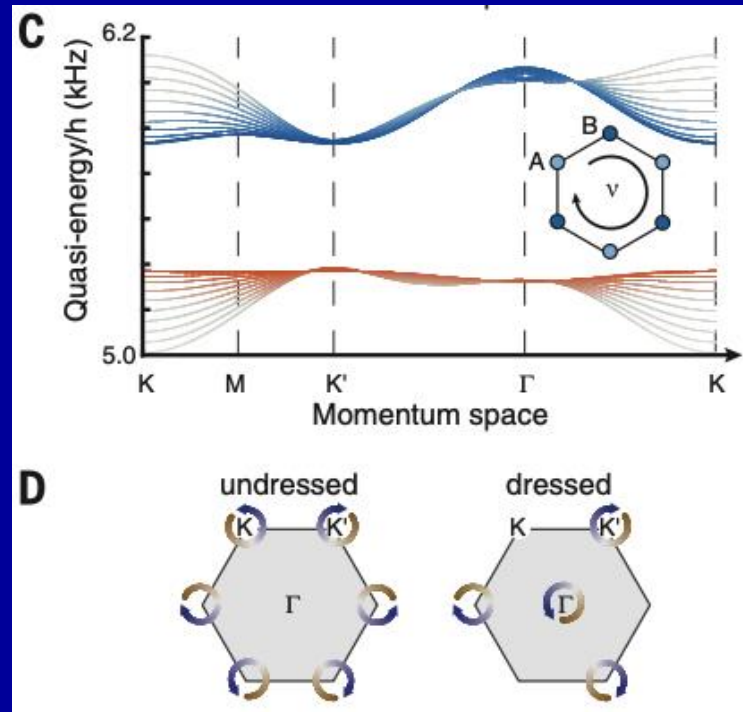 C
6.2
Quasi-energy/h (kHz)
5.0
B
A
ν
K M K' Γ K
Momentum space
D
undressed dressed
K K' K K'
Γ Γ